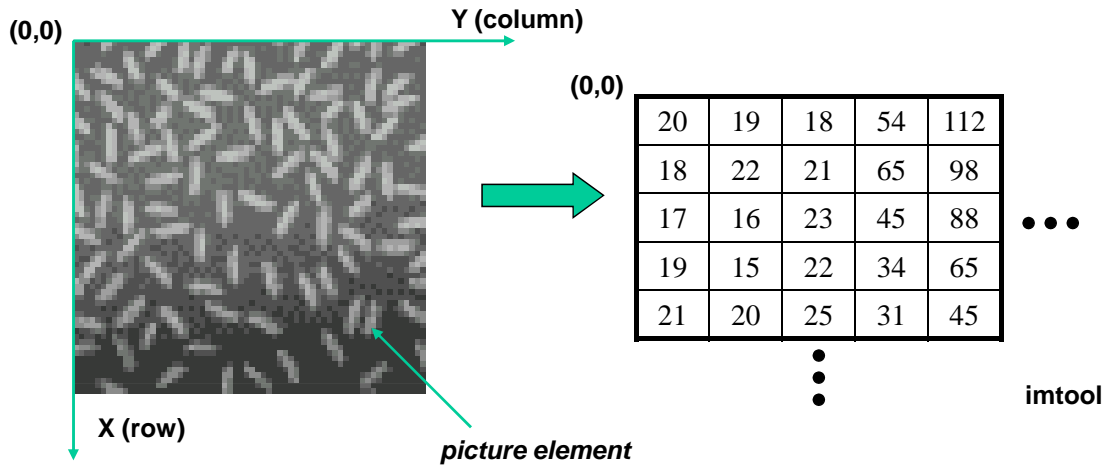 (0,0)
Y (column)
(0,0)
20 19 18 54 112
18 22 21 65 98
17 16 23 45 88
19 15 22 34 65
21 20 25 31 45
imtool
X (row)
picture element